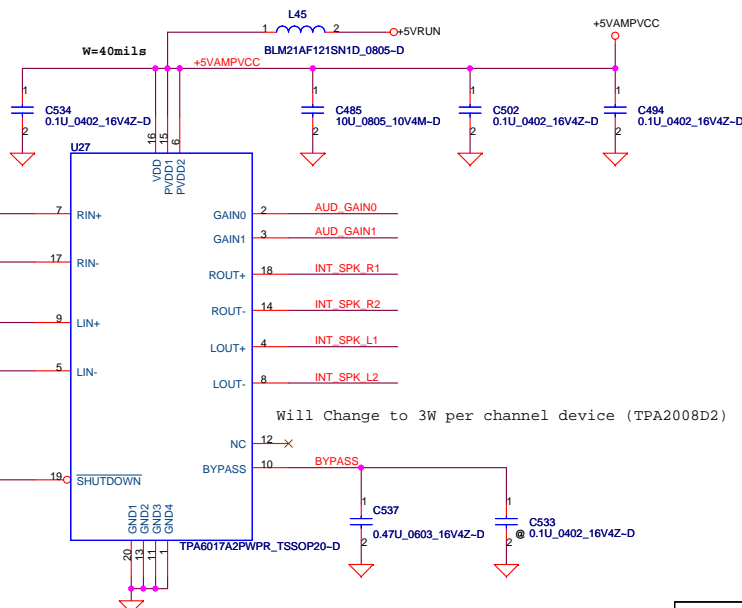 L45
1
2
+5VRUN
BLM21AF121SN1D_0805~D
+5VAMPVCC
W=40mils
+5VAMPVCC
1
C534
0.1U_0402_16V4Z~D
2
1
C485
10U_0805_10V4M~D
2
1
C502
0.1U_0402_16V4Z~D
2
1
C494
0.1U_0402_16V4Z~D
2
16
15
6
U27
VDD
PVDD1
PVDD2
7
RIN+
17
RIN-
9
LIN+
5
LIN-
19
SHUTDOWN
GAIN0
2
AUD_GAIN0
GAIN1
3
AUD_GAIN1
ROUT+
18
INT_SPK_R1
ROUT-
14
INT_SPK_R2
LOUT+
4
INT_SPK_L1
LOUT-
8
INT_SPK_L2
Will Change to 3W per channel device (TPA2008D2)
NC
12
BYPASS
10
BYPASS
1
C537
0.47U_0603_16V4Z~D
2
1
C533
@ 0.1U_0402_16V4Z~D
2
GND1
GND2
GND3
GND4
20
13
11
1
TPA6017A2PWPR_TSSOP20~D